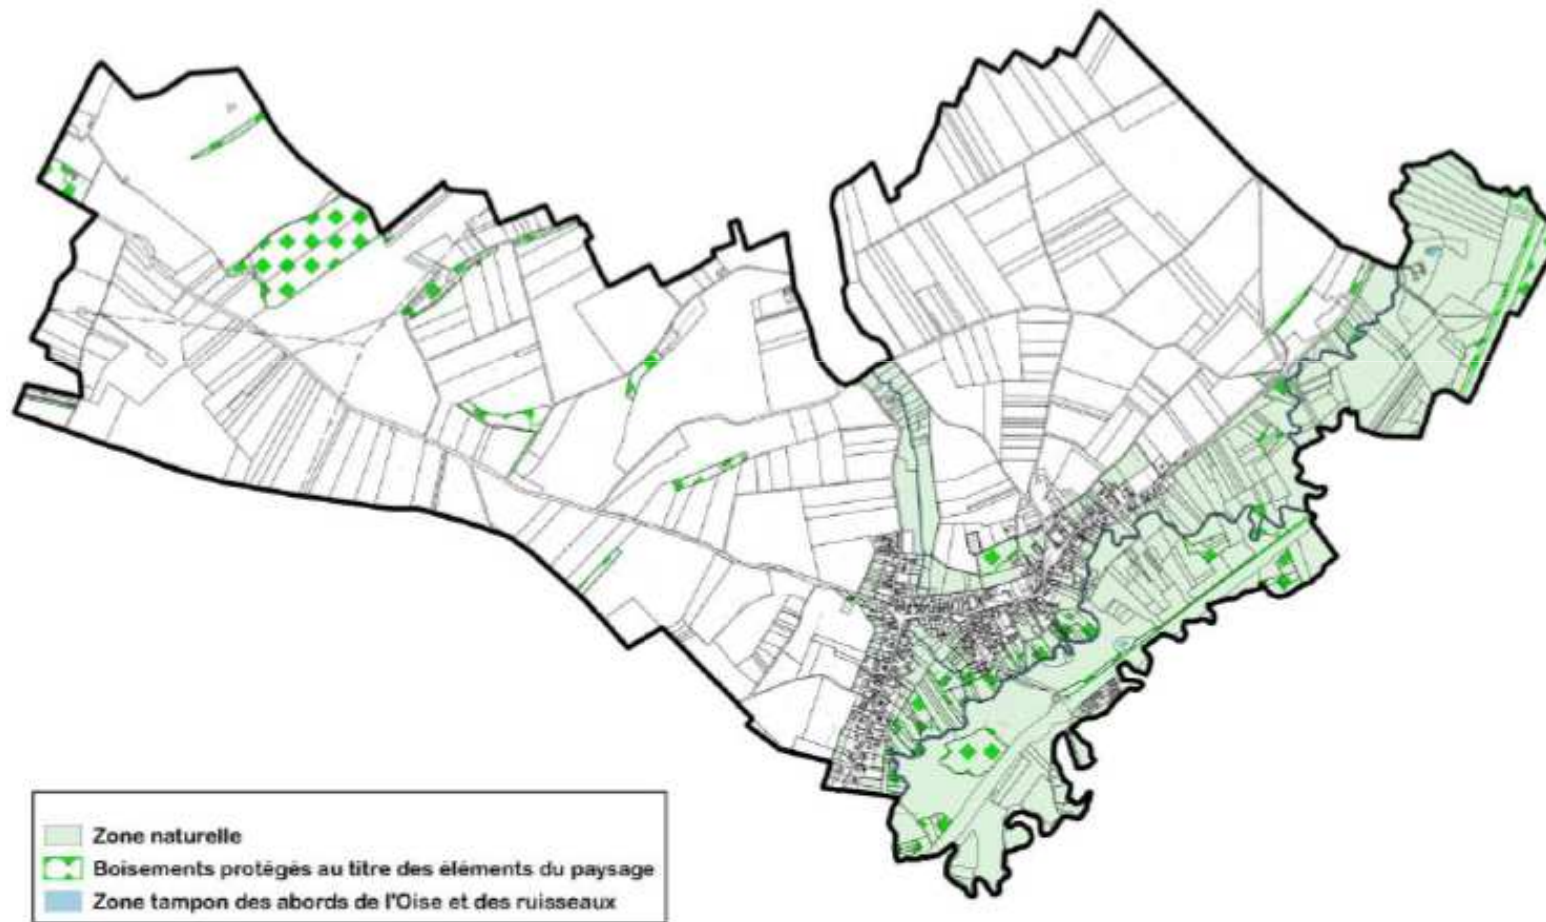 Zone naturelle
Boisements protégés au titre des éléments du paysage
Zone tampon des abords de l'Oise et des ruisseaux